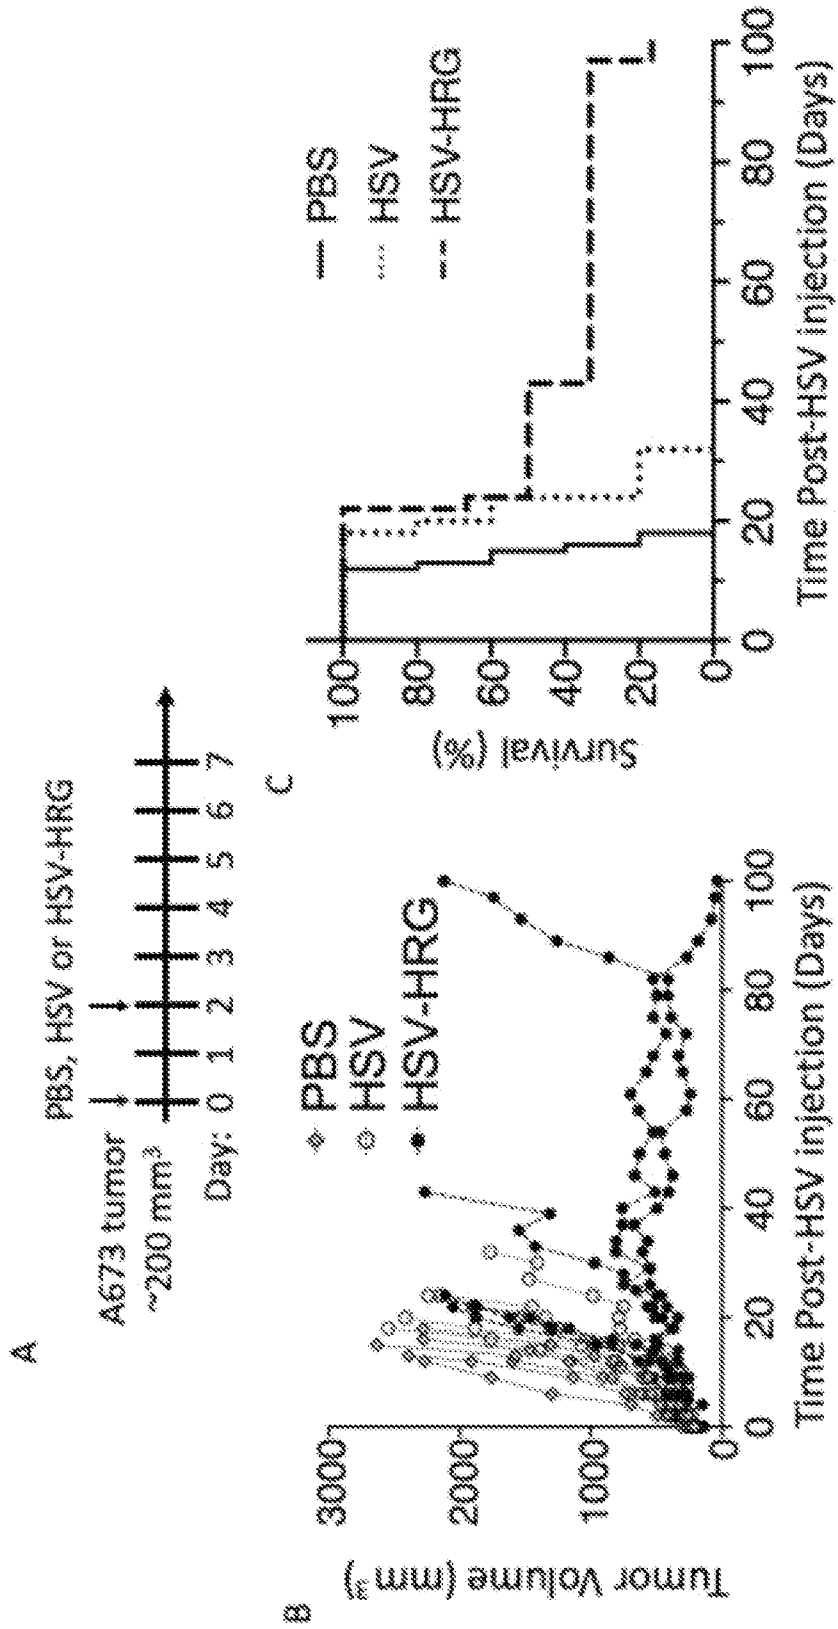 A
PBS, HSV or HSV-HRG
A673 tumor
~200 mm³
Day: 0 1 2 3 4 5 6 7
B
Tumor Volume (mm³)
3000
2000
1000
0
PBS
HSV
HSV-HRG
0 20 40 60 80 100
Time Post-HSV injection (Days)
C
Survival (%)
100
80
60
40
20
0
PBS
HSV
HSV-HRG
0 20 40 60 80 100
Time Post-HSV injection (Days)